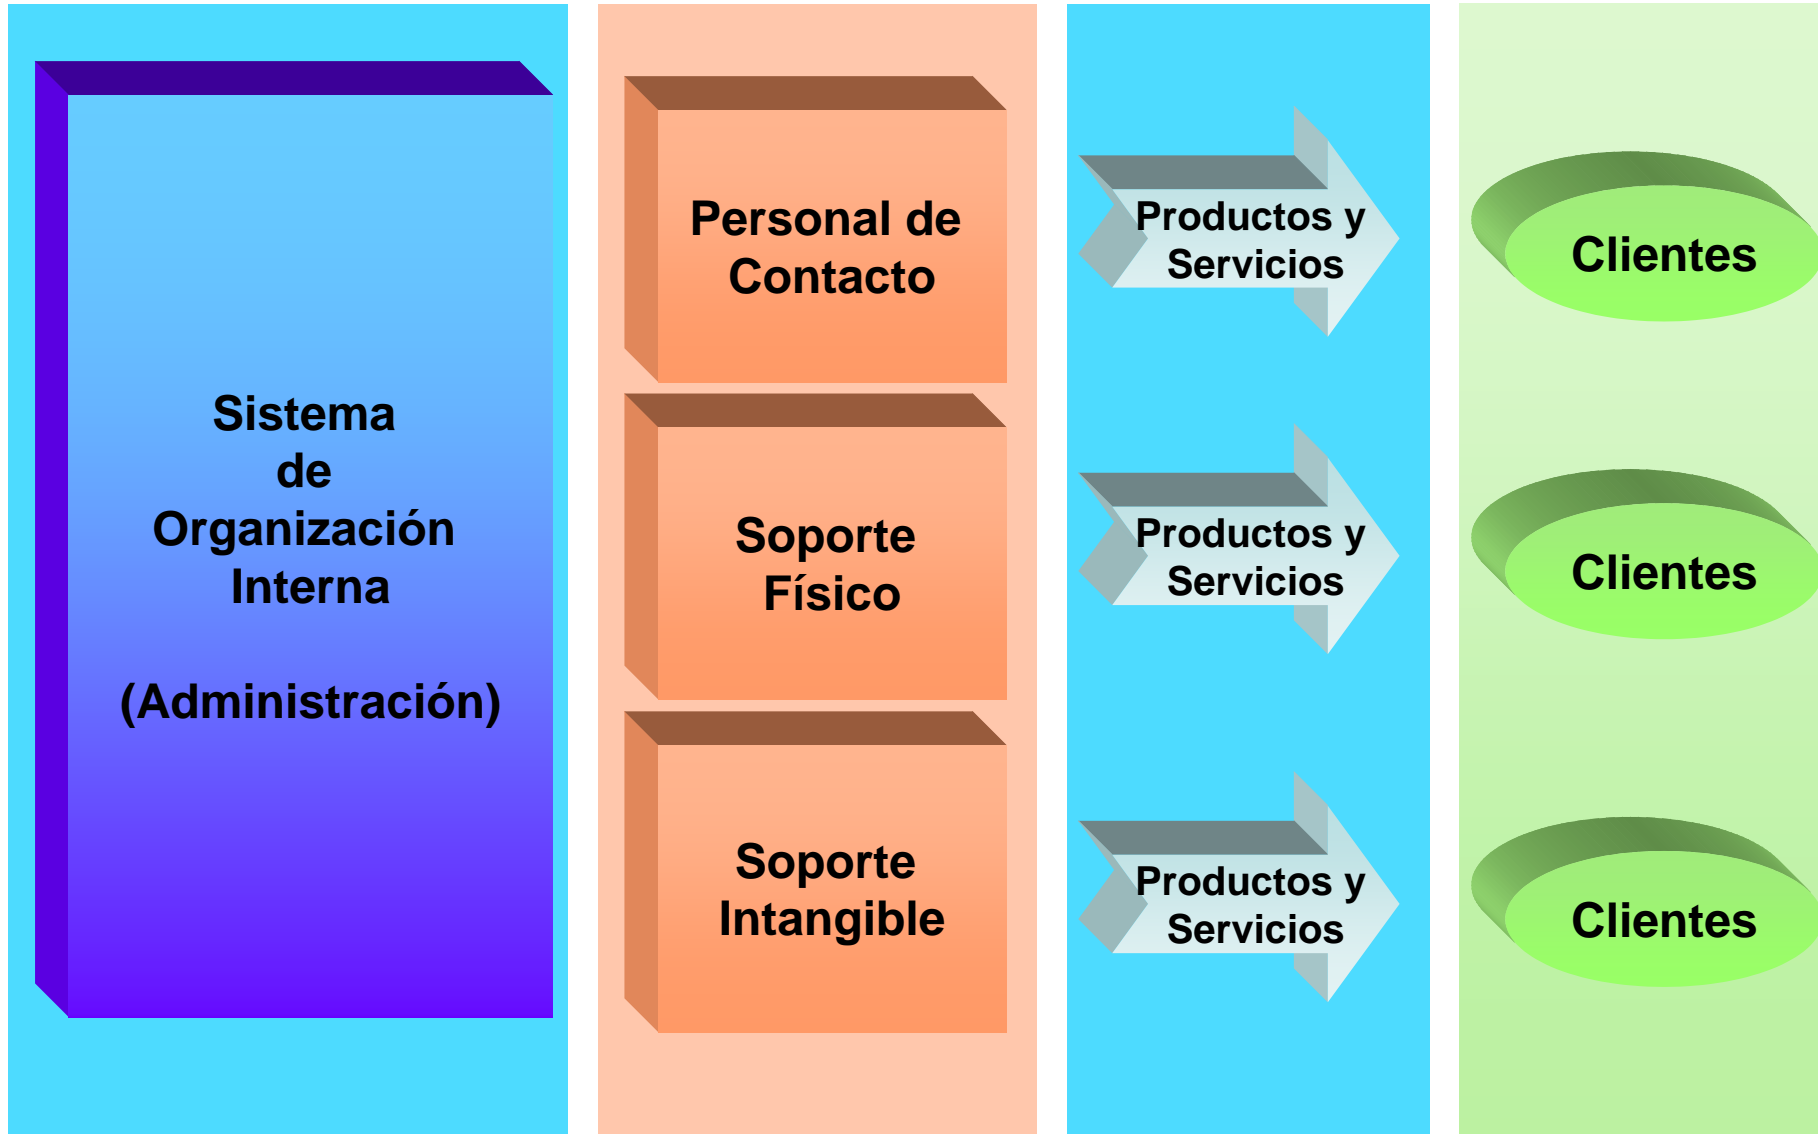 Sistema
de
Organización
Interna
(Administración)
Personal de
Contacto
Soporte
Físico
Soporte
Intangible
Productos y
Servicios
Productos y
Servicios
Productos y
Servicios
Clientes
Clientes
Clientes